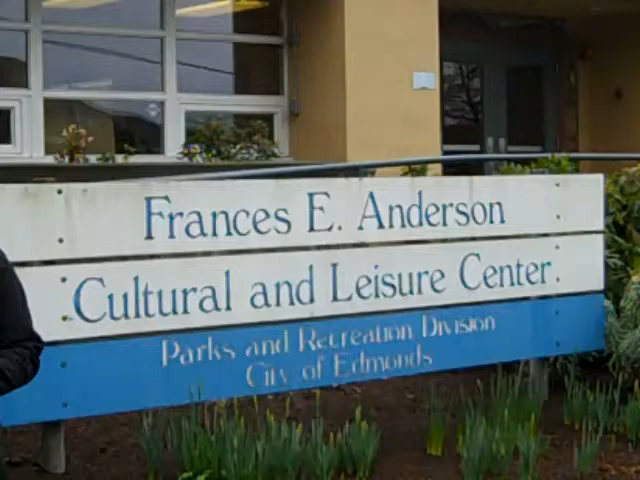 Frances E. Anderson
Cultural and Leisure Center
Parks and Recreation Division
City of Edmonds